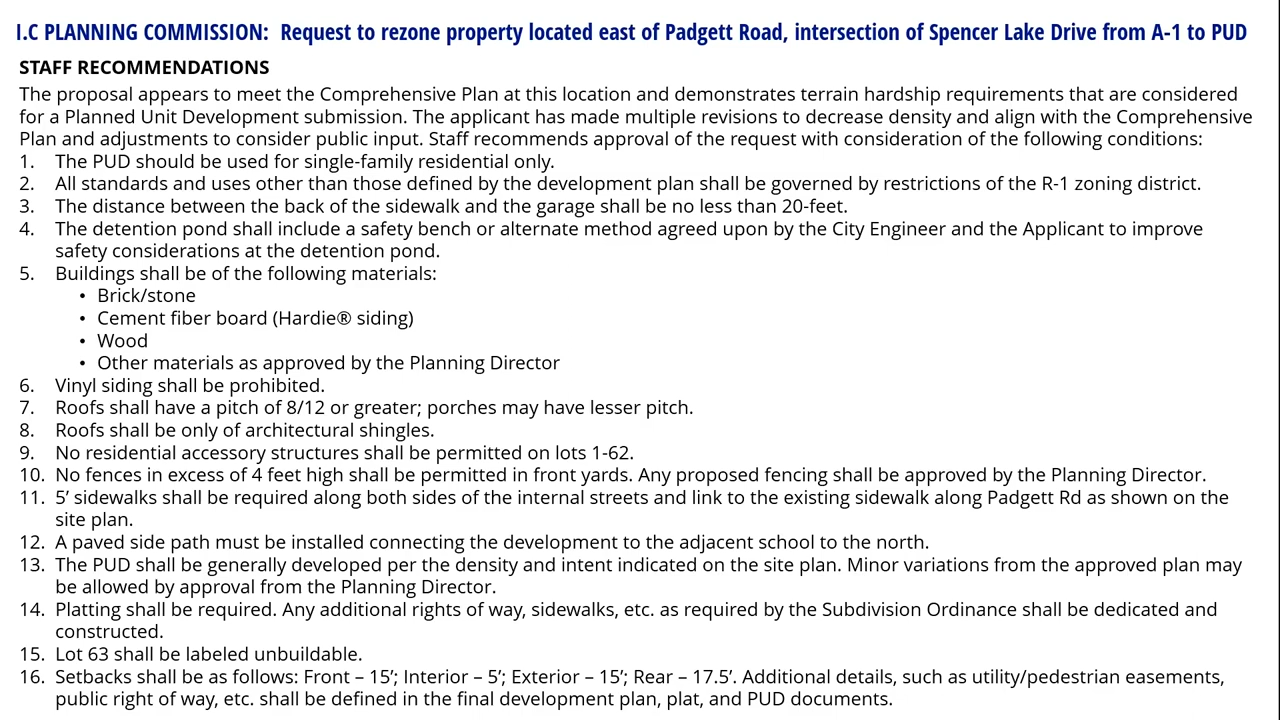 I.C PLANNING COMMISSION: Request to rezone property located east of Padgett Road, intersection of Spencer Lake Drive from A-1 to PUD
STAFF RECOMMENDATIONS
The proposal appears to meet the Comprehensive Plan at this location and demonstrates terrain hardship requirements that are considered
for a Planned Unit Development submission. The applicant has made multiple revisions to decrease density and align with the Comprehensive
Plan and adjustments to consider public input. Staff recommends approval of the request with consideration of the following conditions:
1. The PUD should be used for single-family residential only.
2. All standards and uses other than those defined by the development plan shall be governed by restrictions of the R-1 zoning district.
3. The distance between the back of the sidewalk and the garage shall be no less than 20-feet.
4. The detention pond shall include a safety bench or alternate method agreed upon by the City Engineer and the Applicant to improve
safety considerations at the detention pond.
5. Buildings shall be of the following materials:
• Brick/stone
• Cement fiber board (Hardie® siding)
• Wood
• Other materials as approved by the Planning Director
6. Vinyl siding shall be prohibited.
7. Roofs shall have a pitch of 8/12 or greater; porches may have lesser pitch.
8. Roofs shall be only of architectural shingles.
9. No residential accessory structures shall be permitted on lots 1-62.
10. No fences in excess of 4 feet high shall be permitted in front yards. Any proposed fencing shall be approved by the Planning Director.
11. 5’ sidewalks shall be required along both sides of the internal streets and link to the existing sidewalk along Padgett Rd as shown on the
site plan.
12. A paved side path must be installed connecting the development to the adjacent school to the north.
13. The PUD shall be generally developed per the density and intent indicated on the site plan. Minor variations from the approved plan may
be allowed by approval from the Planning Director.
14. Platting shall be required. Any additional rights of way, sidewalks, etc. as required by the Subdivision Ordinance shall be dedicated and
constructed.
15. Lot 63 shall be labeled unbuildable.
16. Setbacks shall be as follows: Front – 15’; Interior – 5’; Exterior – 15’; Rear – 17.5’. Additional details, such as utility/pedestrian easements,
public right of way, etc. shall be defined in the final development plan, plat, and PUD documents.